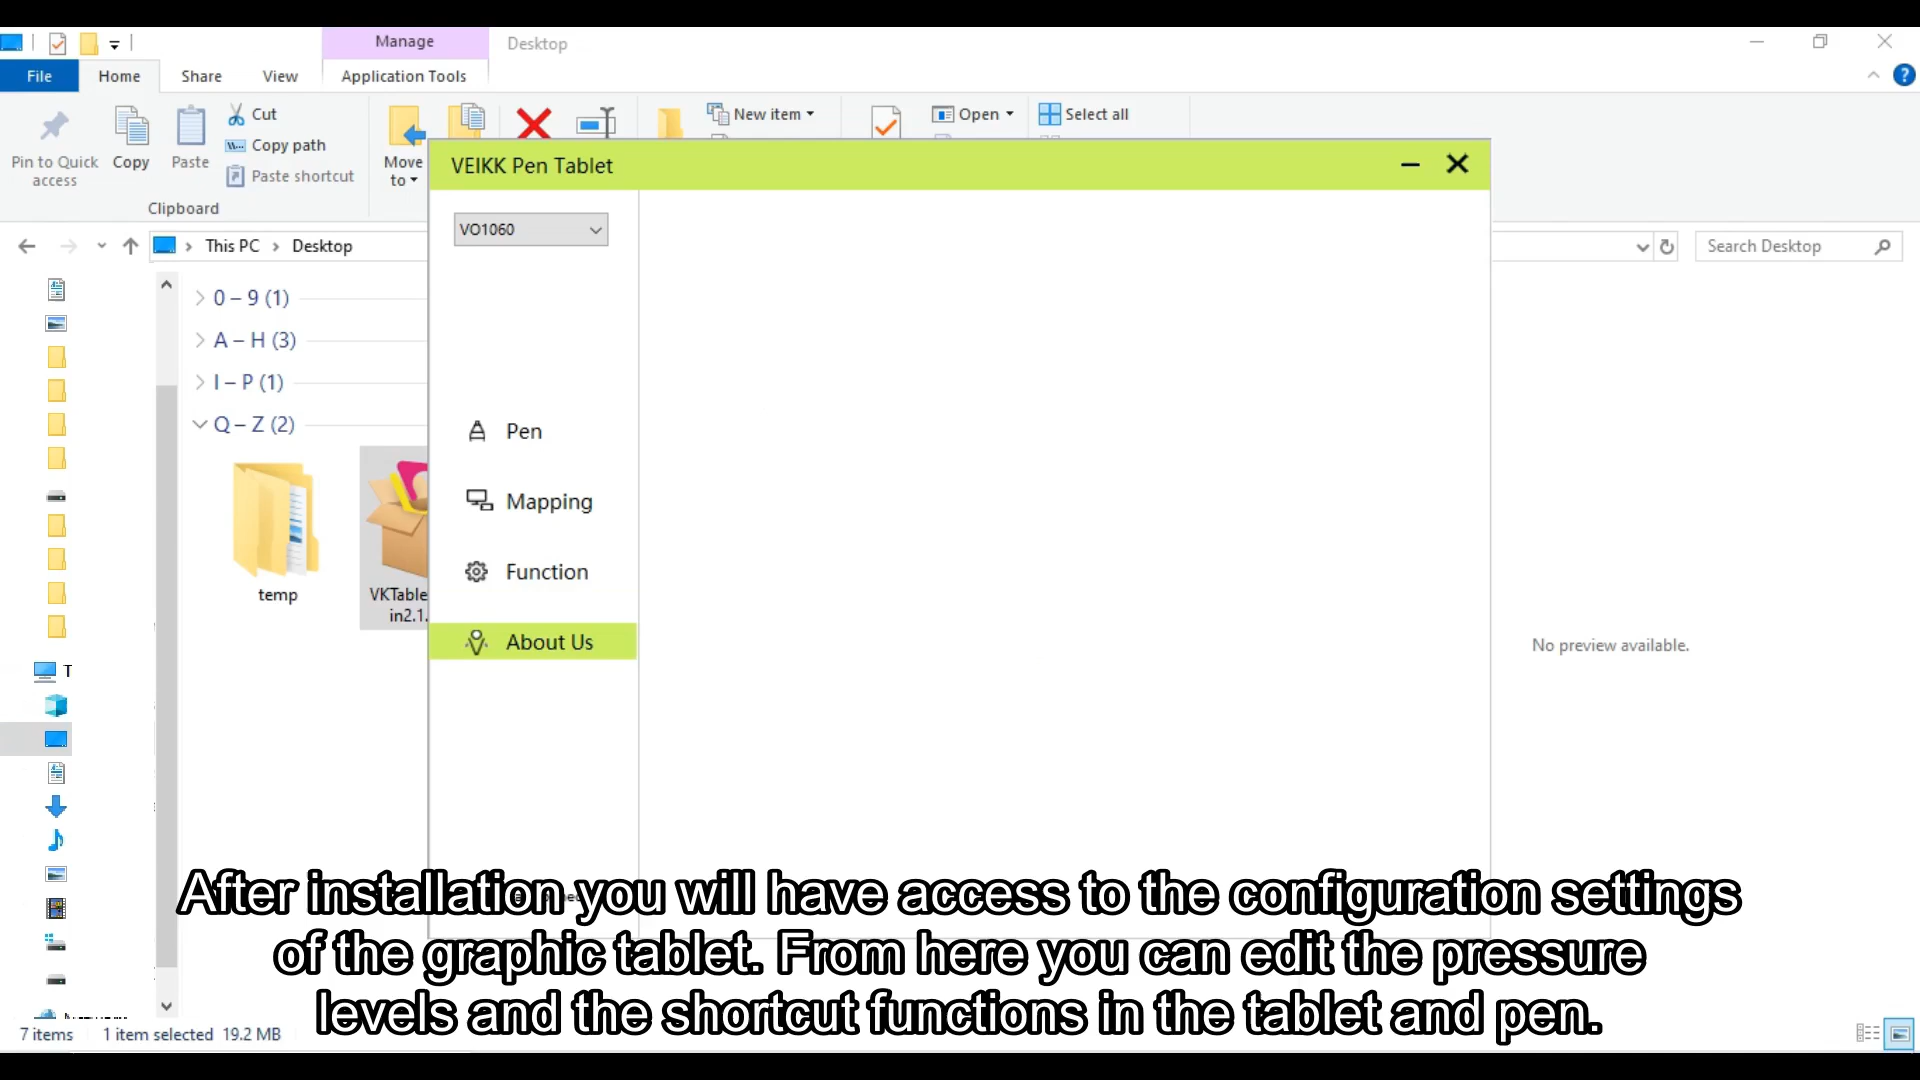 Manage
Desktop
File
Home
Share
View
Application Tools
Pin to Quick
access
Copy
Paste
Cut
Copy path
Paste shortcut
Clipboard
Move
to
New item
Open
Select all
VEIKK Pen Tablet
This PC
Desktop
Search Desktop
VO1060
0 – 9 (1)
A – H (3)
I – P (1)
Q – Z (2)
temp
VKTable
in2.1.
Pen
Mapping
Function
About Us
No preview available.
T
After installation you will have access to the configuration settings
of the graphic tablet. From here you can edit the pressure
levels and the shortcut functions in the tablet and pen.
7 items
1 item selected
19.2 MB